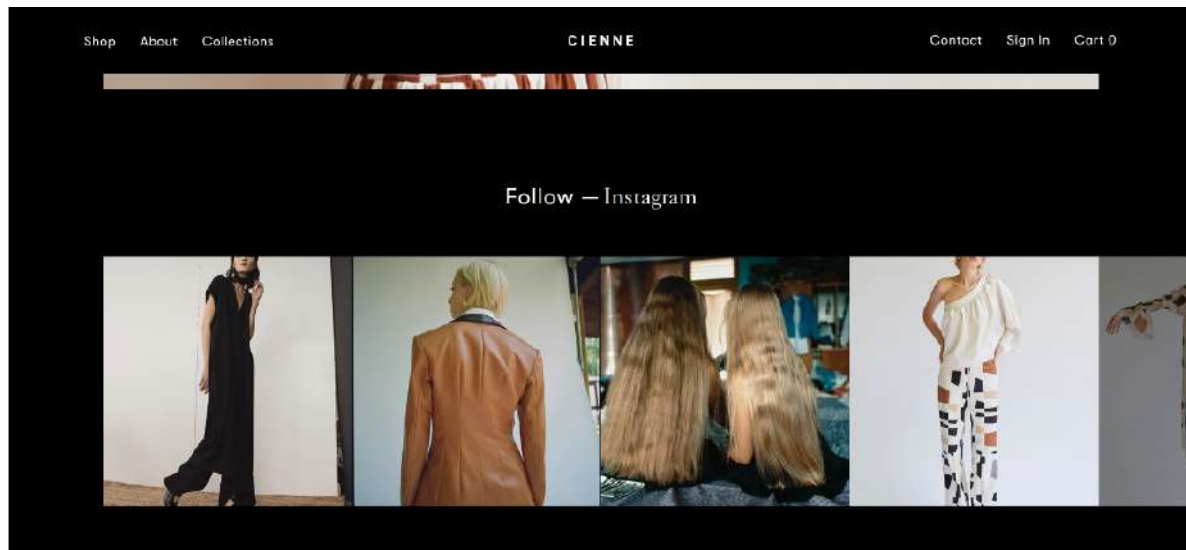 Shop About Collections CIENNE Contact Sign In Cart 0
Follow — Instagram